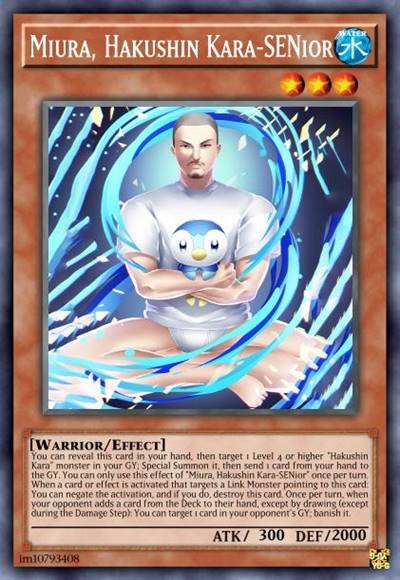 Miura, Hakushin Kara-SENior
WATER
水
[Warrior/Effect]
You can reveal this card in your hand, then target 1 Level 4 or higher "Hakushin
Kara" monster in your GY; Special Summon it, then send 1 card from your hand to
the GY. You can only use this effect of "Miura, Hakushin Kara-SENior" once per turn.
When a card or effect is activated that targets a Link Monster pointing to this card:
You can negate the activation, and if you do, destroy this card. Once per turn, when
your opponent adds a card from the Deck to their hand, except by drawing (except
during the Damage Step): You can target 1 card in your opponent's GY; banish it.
ATK/ 300 DEF/2000
im10793408